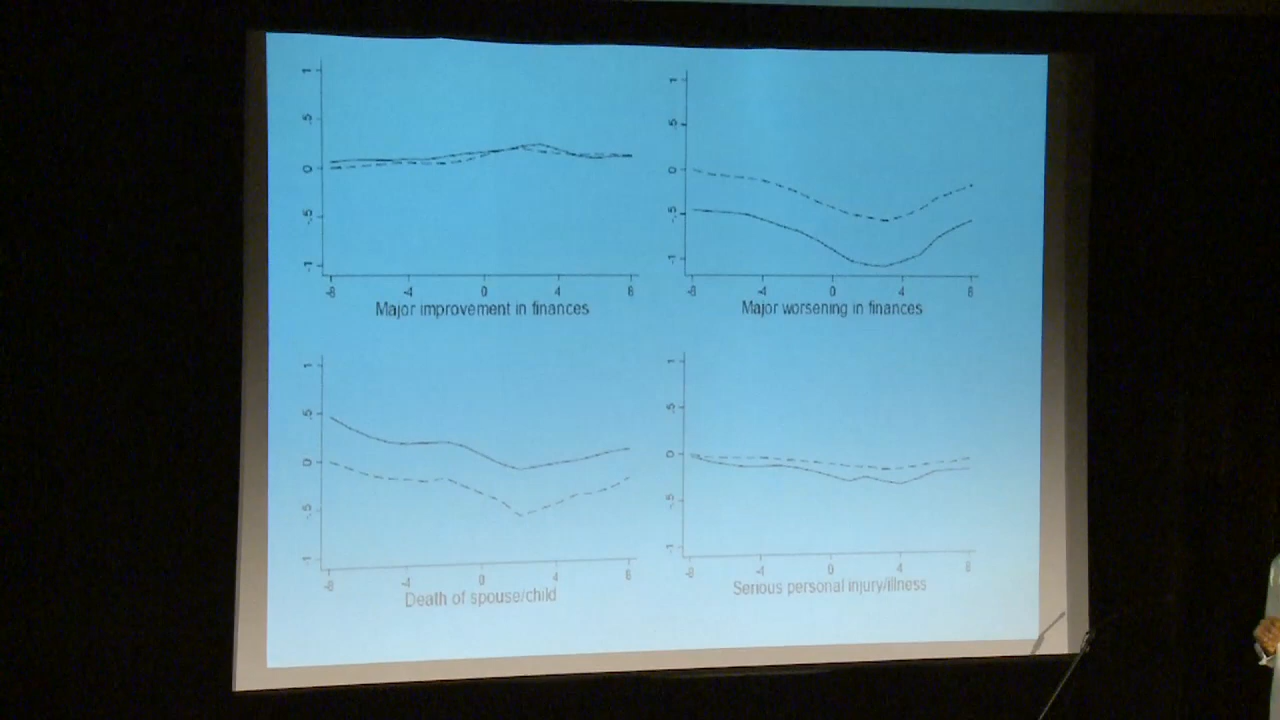 1
.5
0
-.5
-1
-8 -4 0 4 8
Major improvement in finances
1
.5
0
-.5
-1
-8 -4 0 4 8
Major worsening in finances
1
.5
0
-.5
-1
-8 -4 0 4 8
Death of spouse/child
1
.5
0
-.5
-1
-8 -4 0 4 8
Serious personal injury/illness